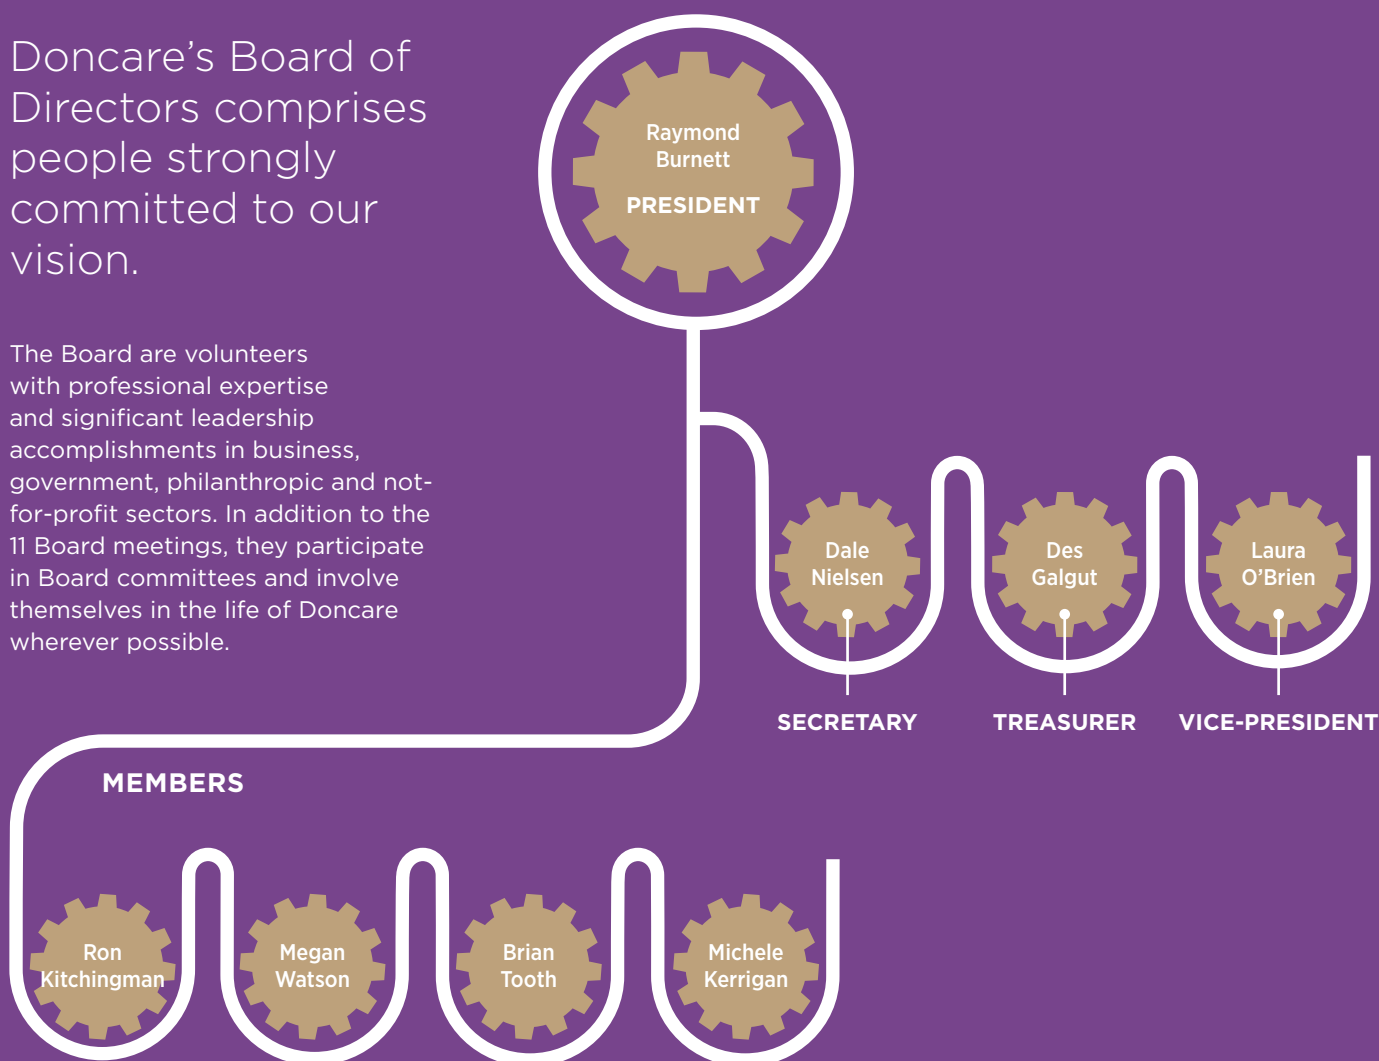 Doncare’s Board of
Directors comprises
people strongly
committed to our
vision.
The Board are volunteers
with professional expertise
and significant leadership
accomplishments in business,
government, philanthropic and not-
for-profit sectors. In addition to the
11 Board meetings, they participate
in Board committees and involve
themselves in the life of Doncare
wherever possible.
Raymond
Burnett
PRESIDENT
Dale
Nielsen
SECRETARY
Des
Galgut
TREASURER
Laura
O’Brien
VICE-PRESIDENT
MEMBERS
Ron
Kitchingman
Megan
Watson
Brian
Tooth
Michele
Kerrigan